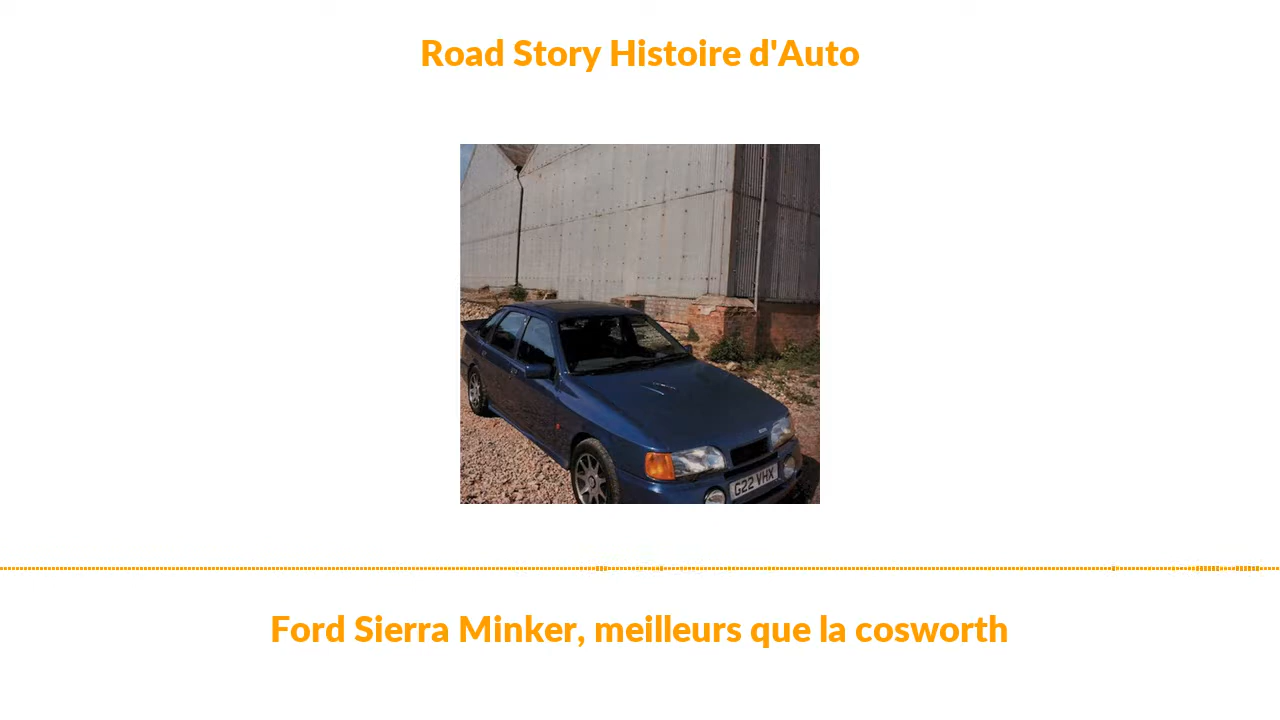 Road Story Histoire d'Auto
G22 VHX
Ford Sierra Minker, meilleurs que la cosworth